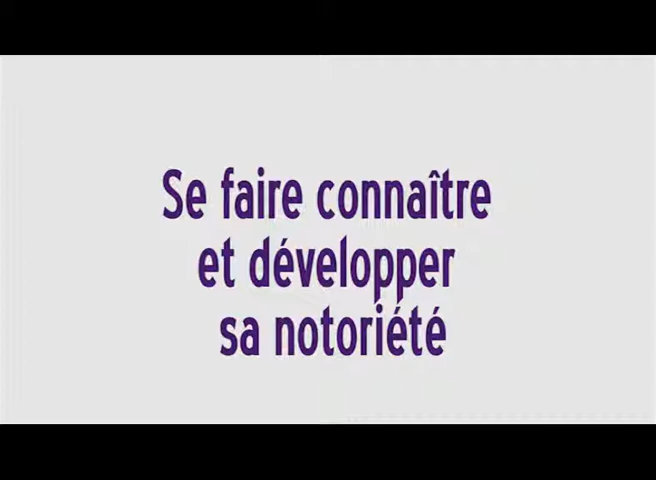 Se faire connaître
et développer
sa notoriété